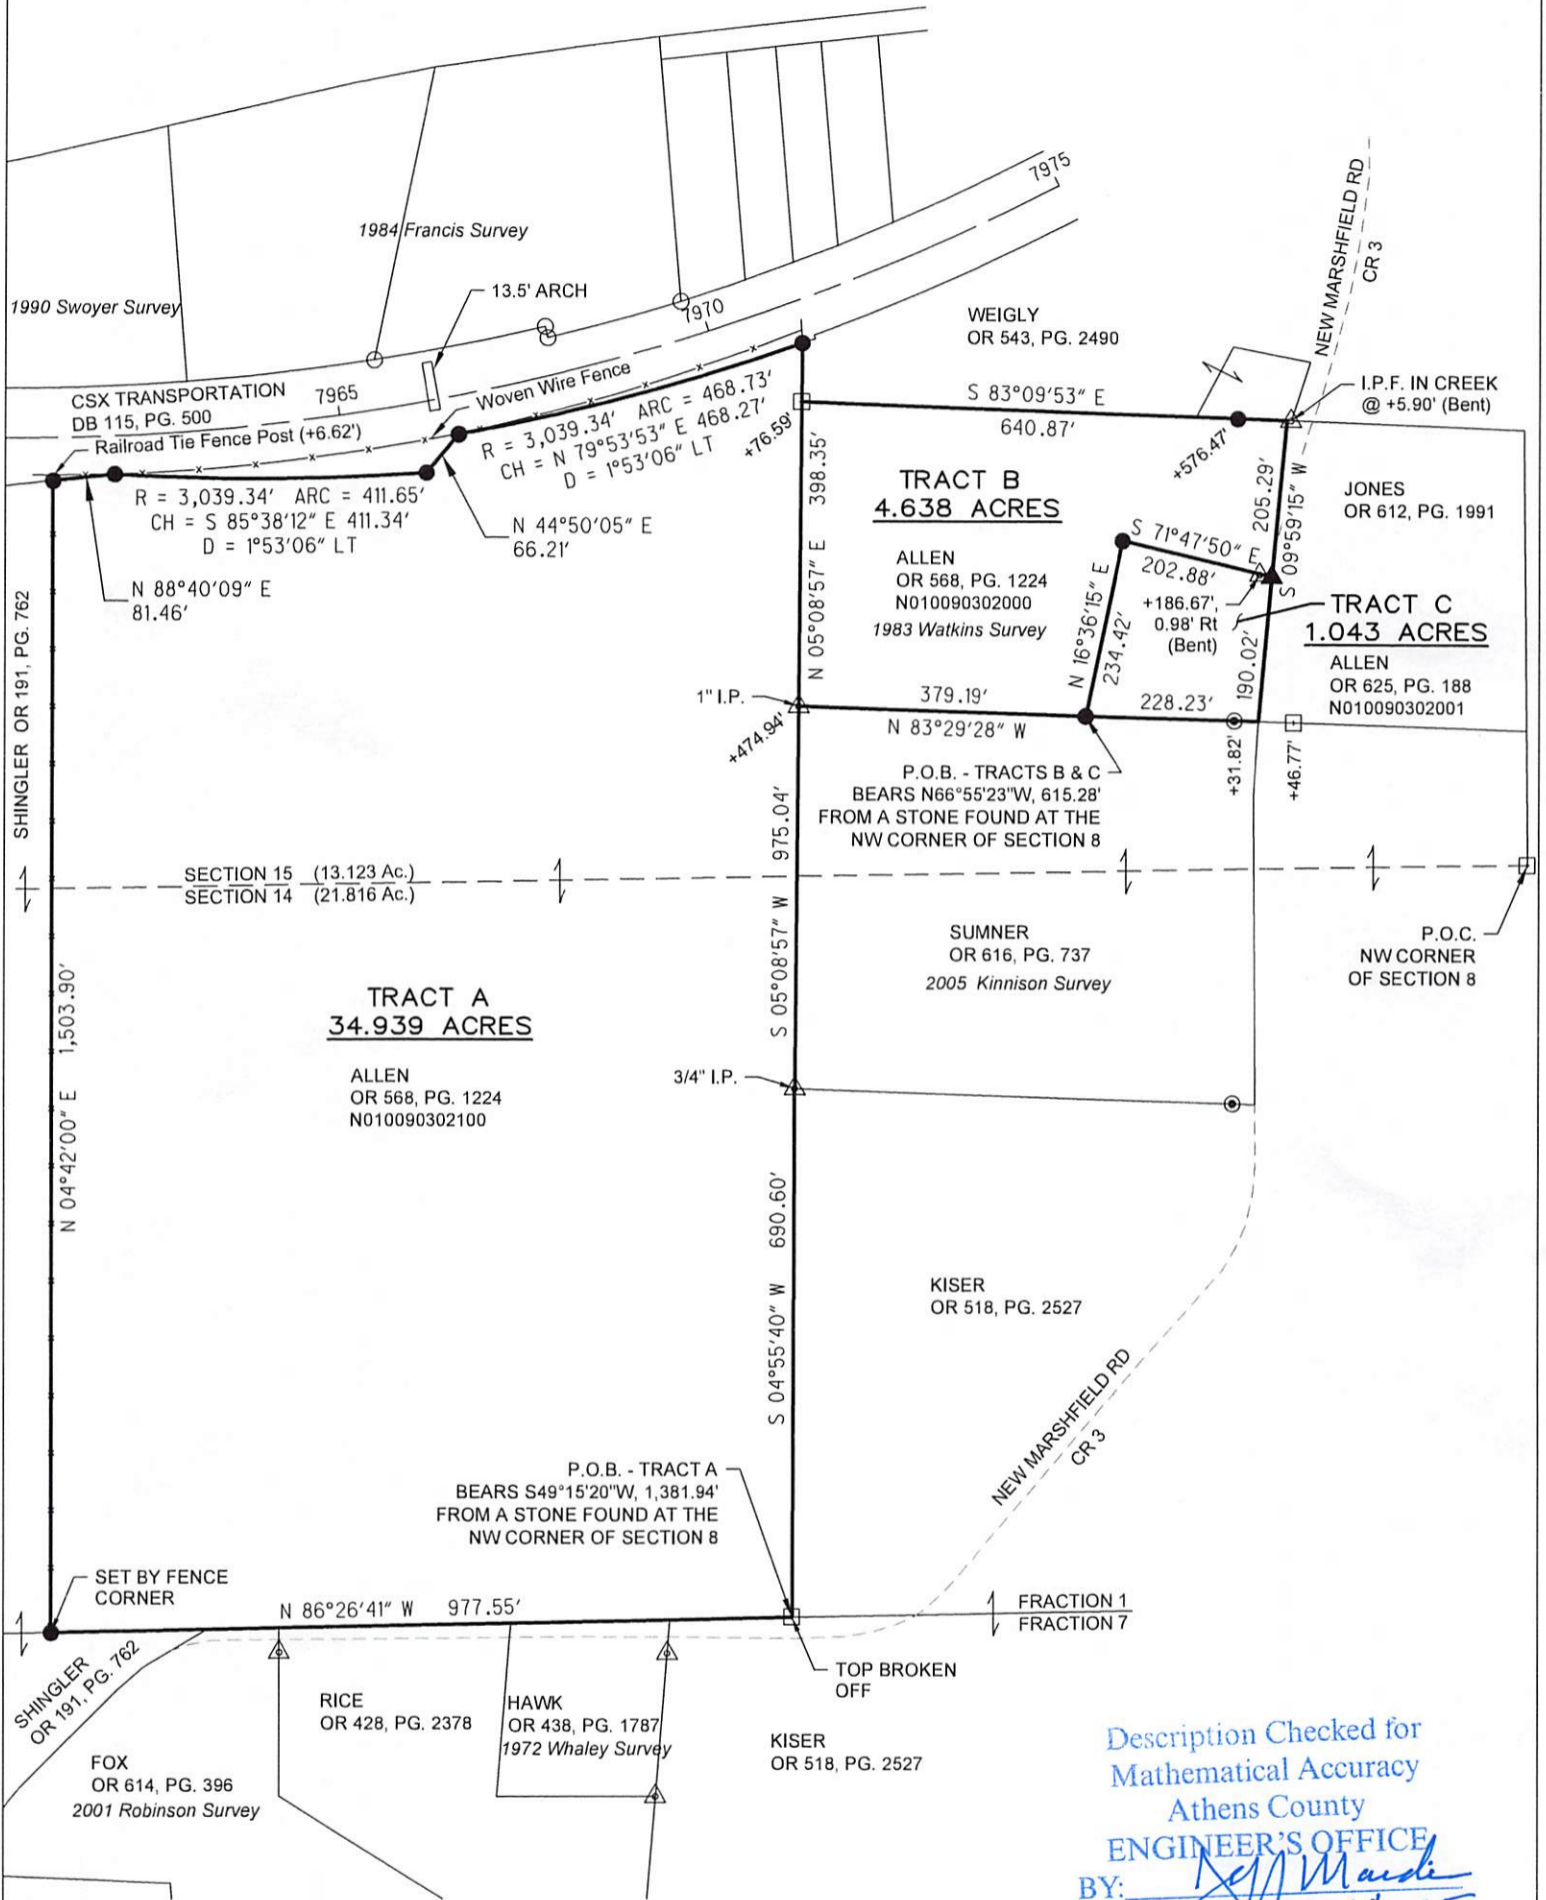 7975
NEW MARSHFIELD RD
CR 3
1984 Francis Survey
13.5' ARCH
1990 Swoyer Survey
7970
WEIGLY
OR 543, PG. 2490
CSX TRANSPORTATION
DB 115, PG. 500
7965
Woven Wire Fence
Railroad Tie Fence Post (+6.62')
I.P.F. IN CREEK
@ +5.90' (Bent)
S 83°09'53" E
640.87'
R = 3,039.34' ARC = 468.73'
CH = N 79°53'53" E 468.27'
D = 1°53'06" LT
+76.59'
+576.47'
R = 3,039.34' ARC = 411.65'
CH = S 85°38'12" E 411.34'
D = 1°53'06" LT
N 44°50'05" E
66.21'
N 88°40'09" E
81.46'
N 05°08'57" E 398.35'
TRACT B
4.638 ACRES
ALLEN
OR 568, PG. 1224
N010090302000
1983 Watkins Survey
S 71°47'50" E
202.88'
205.29'
S 09°59'15" W
JONES
OR 612, PG. 1991
N 16°36'15" E
234.42'
+186.67',
0.98' Rt
(Bent)
190.02'
TRACT C
1.043 ACRES
ALLEN
OR 625, PG. 188
N010090302001
SHINGLER OR 191, PG. 762
1" I.P.
+474.94'
379.19'
N 83°29'28" W
228.23'
+31.82'
+46.77'
P.O.B. - TRACTS B & C
BEARS N66°55'23"W, 615.28'
FROM A STONE FOUND AT THE
NW CORNER OF SECTION 8
SECTION 15 (13.123 Ac.)
SECTION 14 (21.816 Ac.)
S 05°08'57" W 975.04'
SUMNER
OR 616, PG. 737
2005 Kinnison Survey
P.O.C.
NW CORNER
OF SECTION 8
N 04°42'00" E 1,503.90'
TRACT A
34.939 ACRES
ALLEN
OR 568, PG. 1224
N010090302100
3/4" I.P.
S 04°55'40" W 690.60'
KISER
OR 518, PG. 2527
NEW MARSHFIELD RD
CR 3
P.O.B. - TRACT A
BEARS S49°15'20"W, 1,381.94'
FROM A STONE FOUND AT THE
NW CORNER OF SECTION 8
SET BY FENCE
CORNER
N 86°26'41" W 977.55'
FRACTION 1
FRACTION 7
SHINGLER
OR 191, PG. 762
TOP BROKEN
OFF
RICE
OR 428, PG. 2378
HAWK
OR 438, PG. 1787
1972 Whaley Survey
KISER
OR 518, PG. 2527
FOX
OR 614, PG. 396
2001 Robinson Survey
Description Checked for
Mathematical Accuracy
Athens County
ENGINEER'S OFFICE
BY: